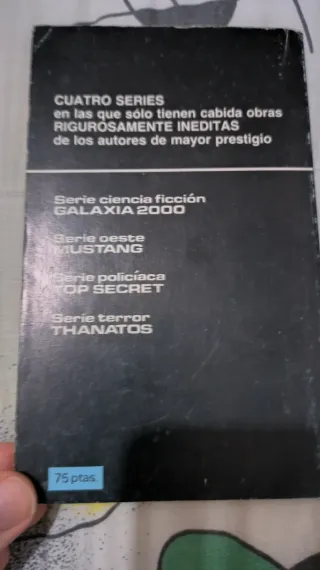 CUATRO SERIES
en las que sólo tienen cabida obras
RIGUROSAMENTE INEDITAS
de los autores de mayor prestigio
Serie ciencia ficción
GALAXIA 2000
Serie oeste
MUSTANG
Serie policíaca
TOP SECRET
Serie terror
THANATOS
75 ptas.